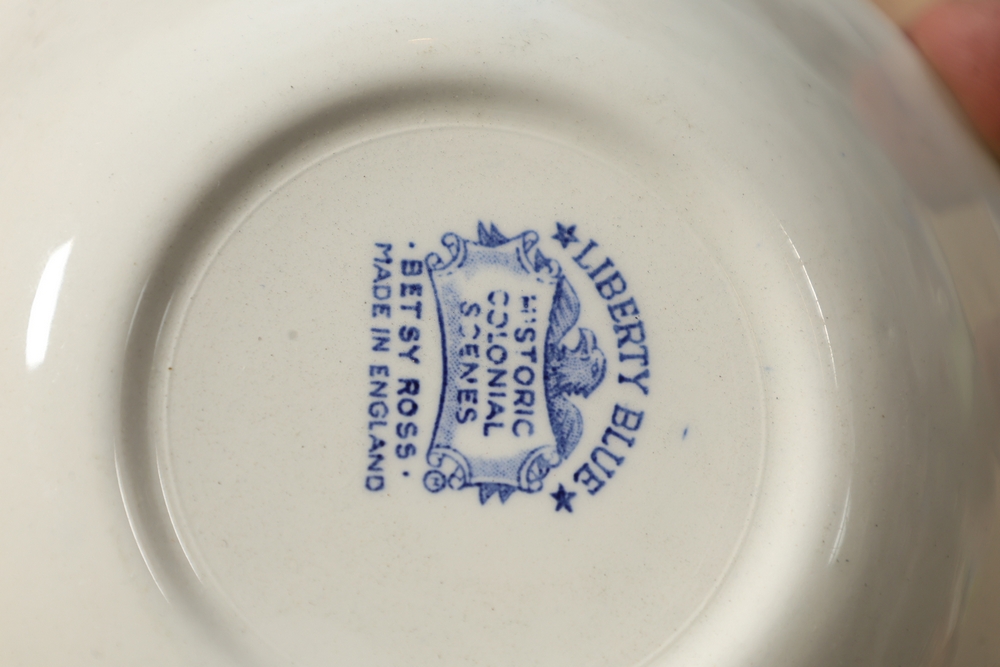 LIBERTY BLUE
HISTORIC
COLONIAL
SCENES
· BETSY ROSS ·
MADE IN ENGLAND